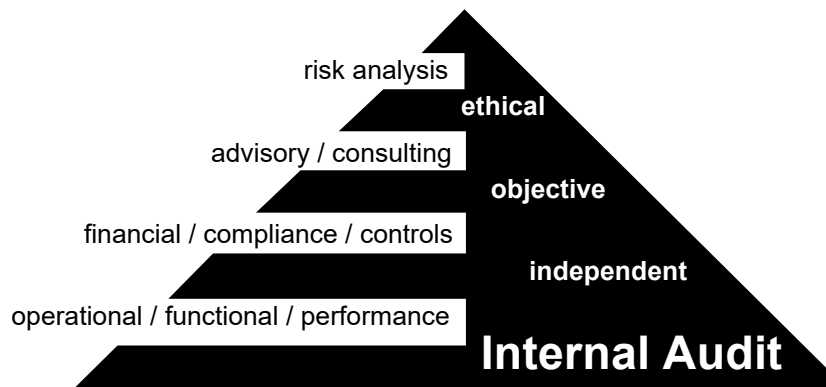 risk analysis
ethical
advisory / consulting
objective
financial / compliance / controls
independent
operational / functional / performance
Internal Audit